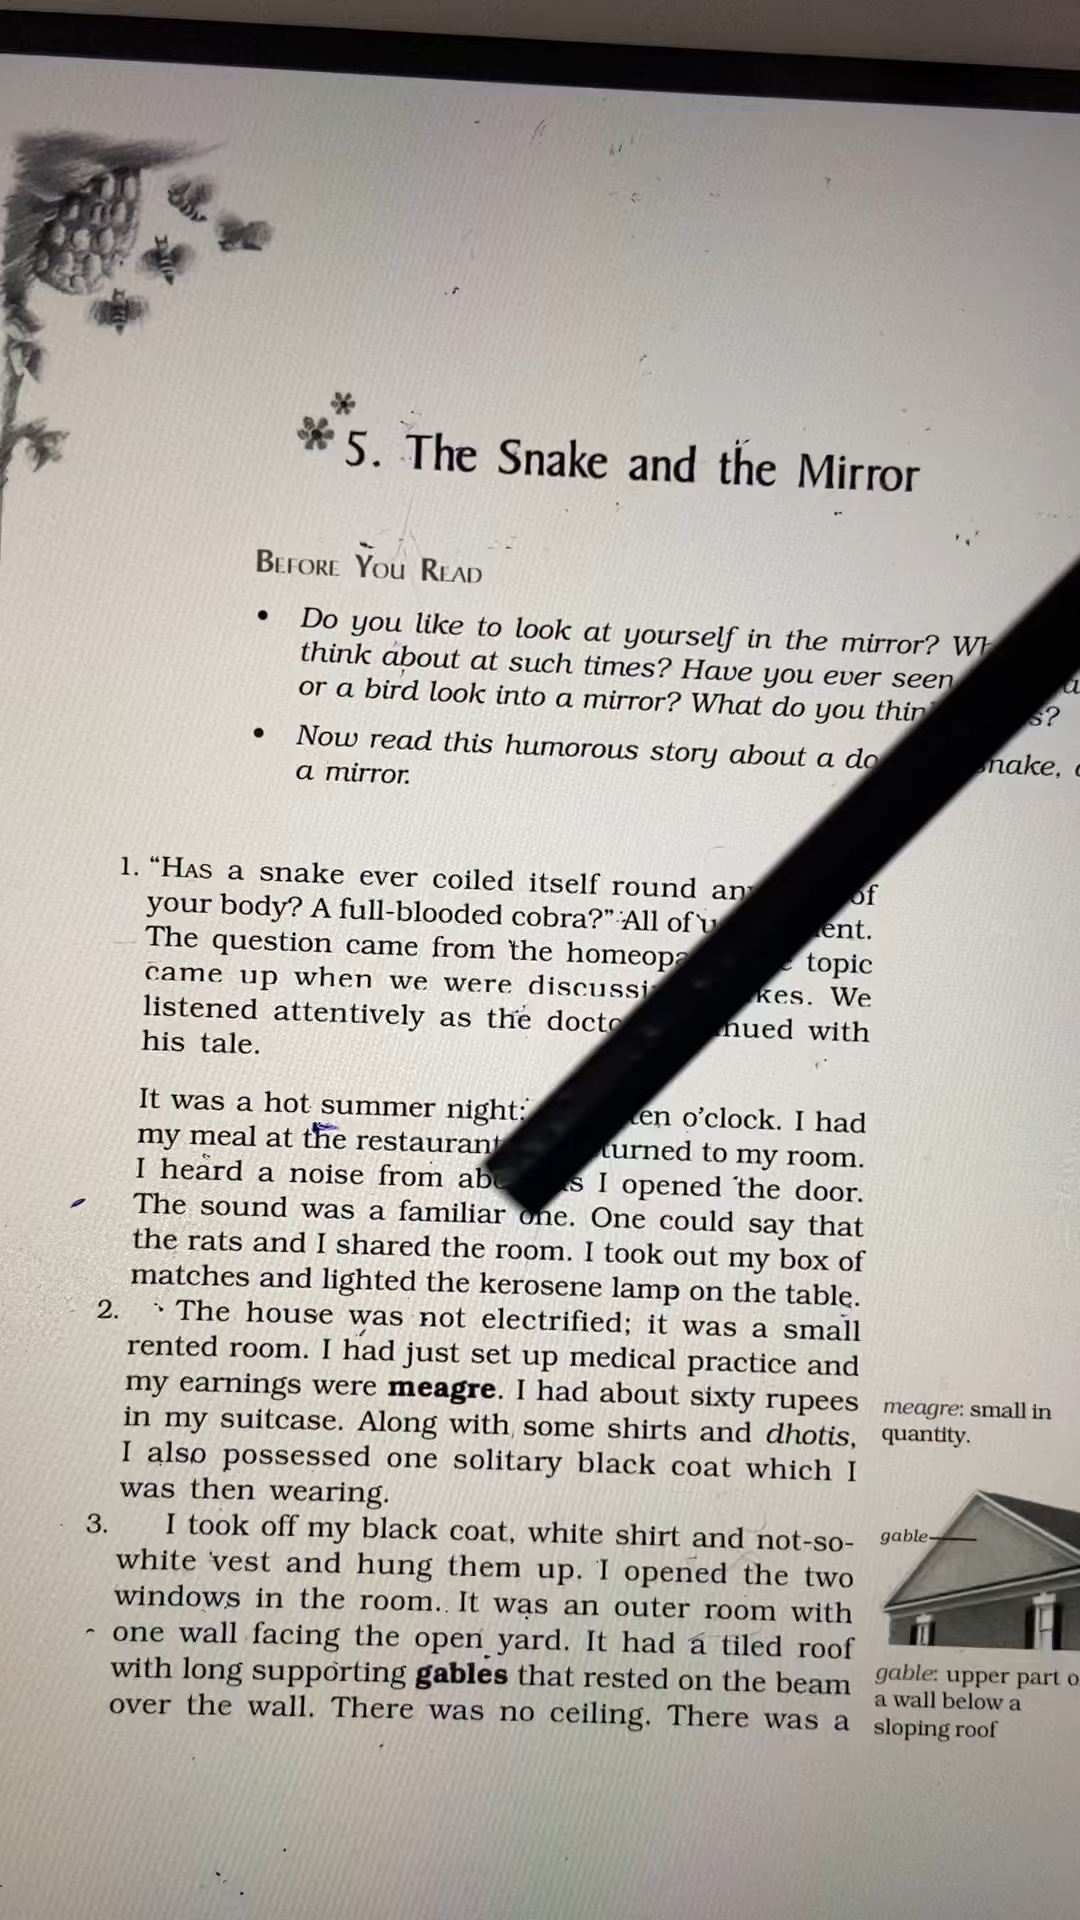 5. The Snake and the Mirror
BEFORE YOU READ
• Do you like to look at yourself in the mirror?
think about at such times? Have you ever seen
or a bird look into a mirror? What do you
• Now read this humorous story about a
a mirror.
1. “HAS a snake ever coiled itself round of
your body? A full-blooded cobra?” All of
The question came from the topic
came up when we were We
listened attentively as the with
his tale.
It was a hot summer night: o’clock. I had
my meal at the restaurant to my room.
I heard a noise from I opened the door.
The sound was a familiar one. One could say that
the rats and I shared the room. I took out my box of
matches and lighted the kerosene lamp on the table.
2. The house was not electrified; it was a small
rented room. I had just set up medical practice and
my earnings were meagre. I had about sixty rupees
in my suitcase. Along with some shirts and dhotis,
I also possessed one solitary black coat which I
was then wearing.
meagre: small in
quantity.
3. I took off my black coat, white shirt and not-so-
white vest and hung them up. I opened the two
windows in the room. It was an outer room with
one wall facing the open yard. It had a tiled roof
with long supporting gables that rested on the beam
over the wall. There was no ceiling. There was a
gable
gable: upper part
a wall below a
sloping roof